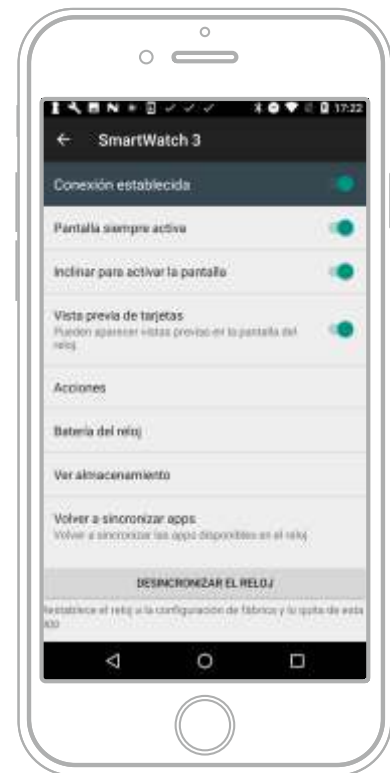 17:22
SmartWatch 3
Conexión establecida
Pantalla siempre activa
Inclinar para activar la pantalla
Vista previa de tarjetas
Pueden aparecer vistas previas en la pantalla del
reloj
Acciones
Batería del reloj
Ver almacenamiento
Volver a sincronizar apps
Volver a sincronizar las apps disponibles en el reloj
DESINCRONIZAR EL RELOJ
Restablece el reloj a la configuración de fábrica y lo quita de esta
app